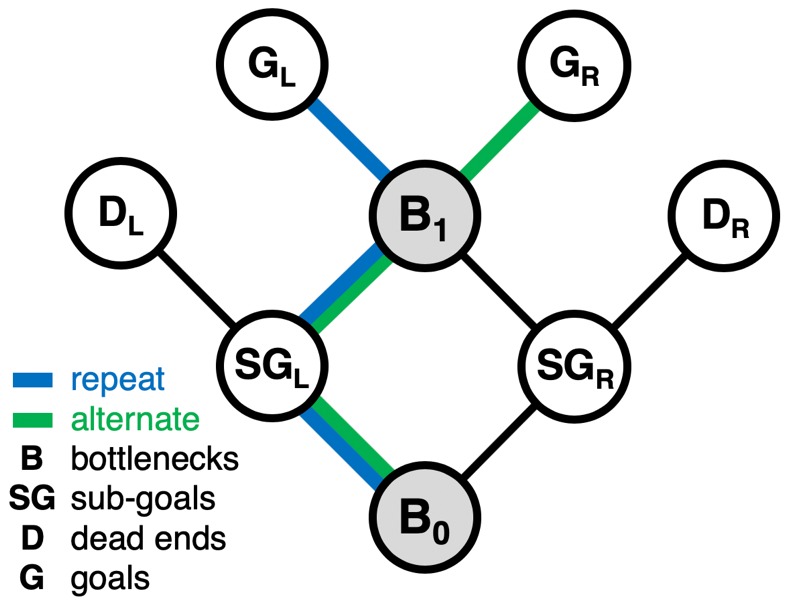 GL
GR
DL
B1
DR
SGL
SGR
repeat
alternate
B bottlenecks
SG sub-goals
B0
D dead ends
G goals